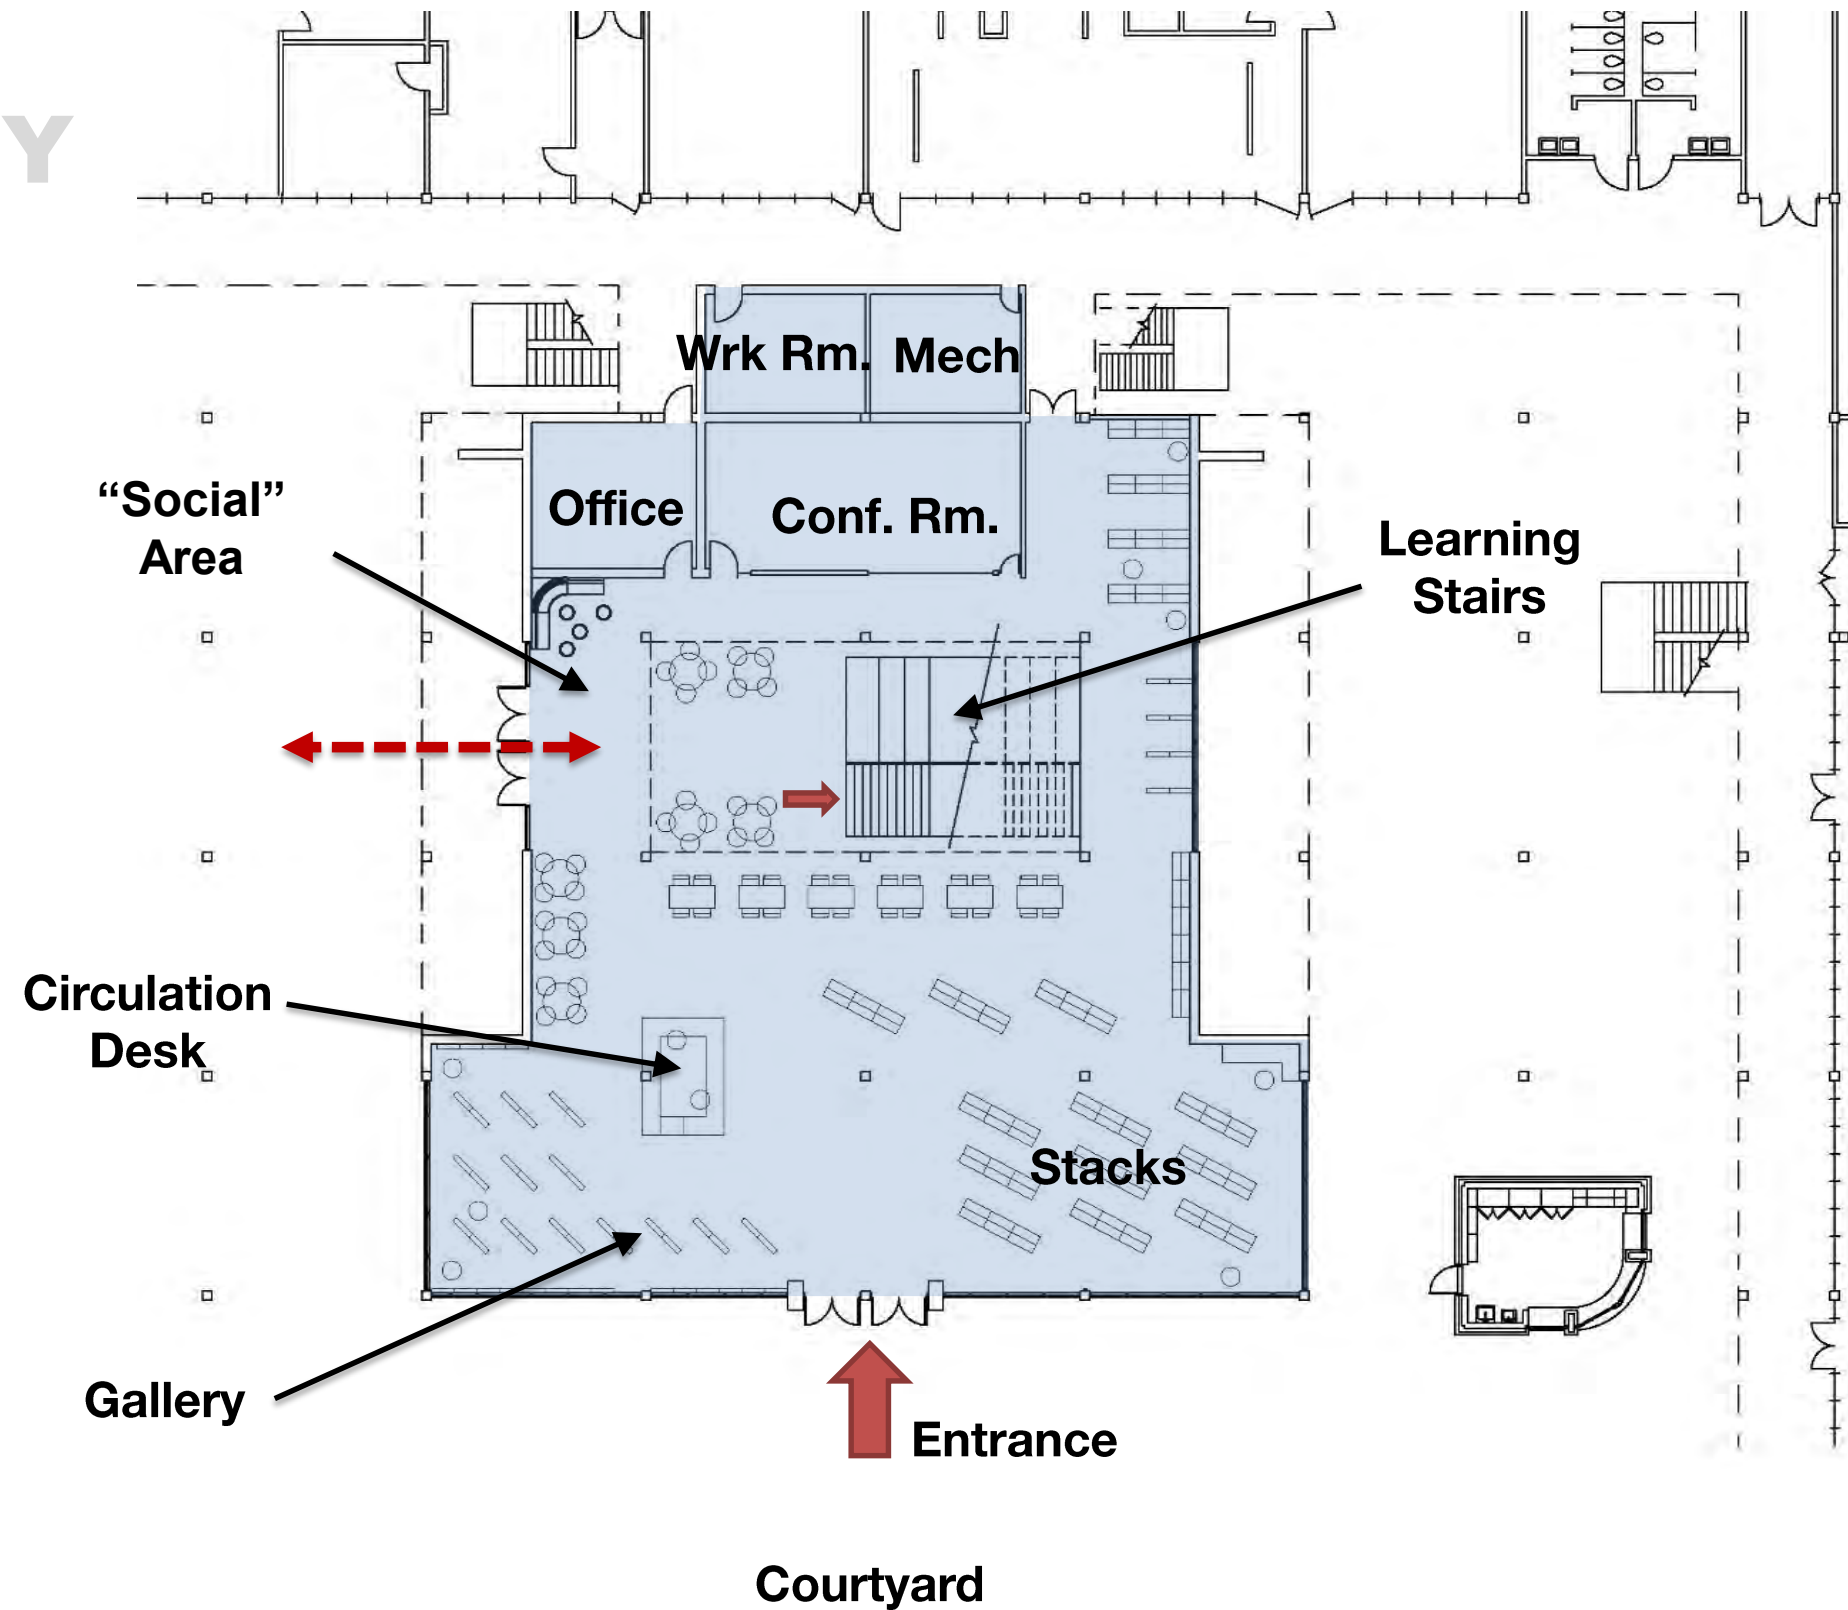 Y
Wrk Rm.
Mech
"Social"
Area
Office
Conf. Rm.
Learning
Stairs
Circulation
Desk
Stacks
Gallery
Entrance
Courtyard